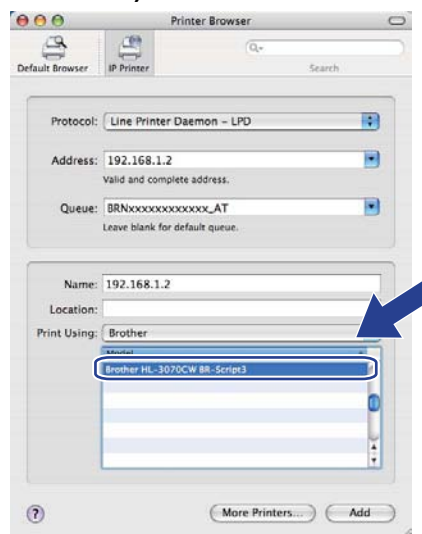 Printer Browser
Default Browser
IP Printer
Search
Protocol: Line Printer Daemon – LPD
Address: 192.168.1.2
Valid and complete address.
Queue: BRNxxxxxxxxxxxx_AT
Leave blank for default queue.
Name: 192.168.1.2
Location:
Print Using: Brother
Model
Brother HL-3070CW BR-Script3
? More Printers... Add